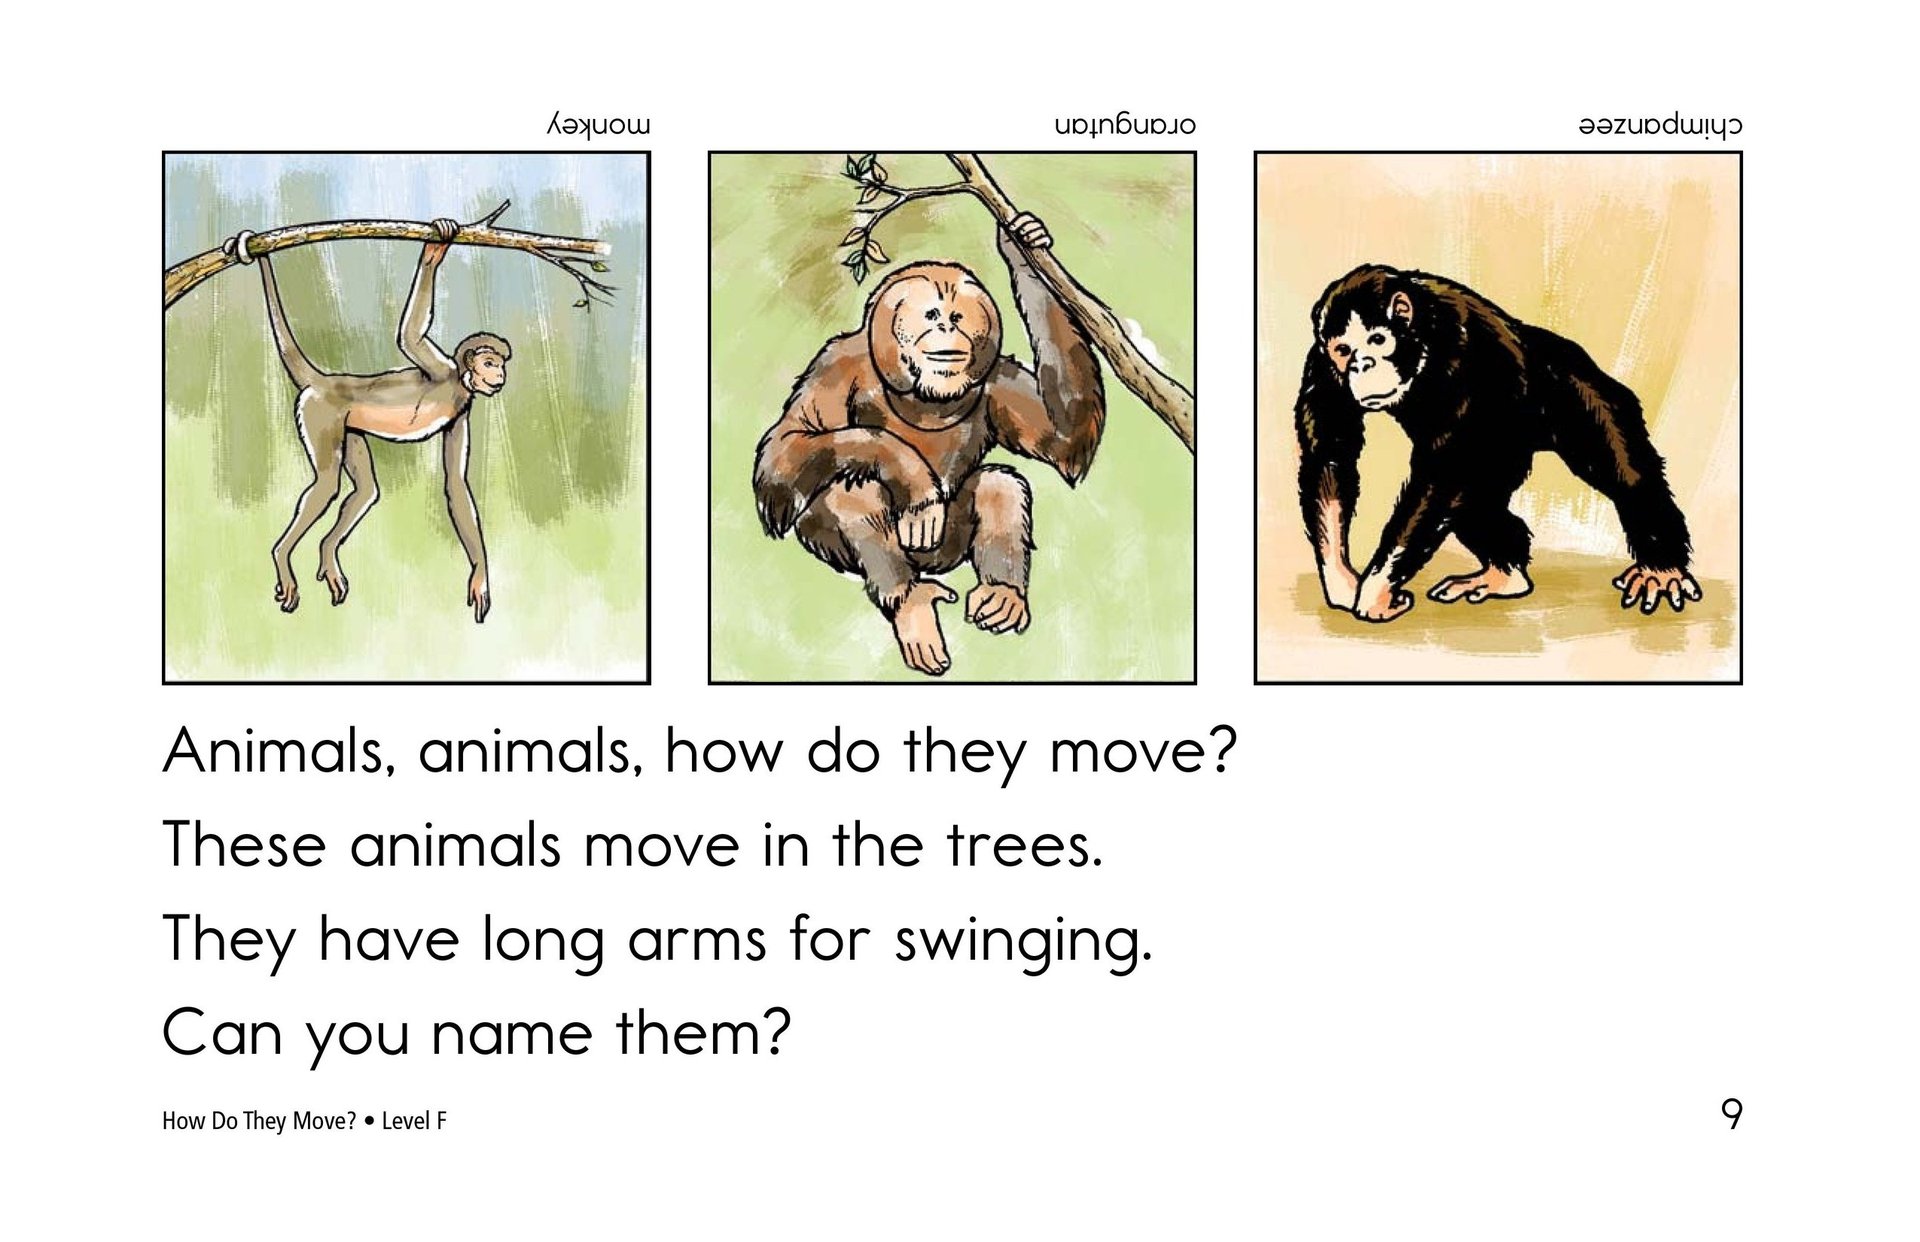 monkey
orangutan
chimpanzee
Animals, animals, how do they move?
These animals move in the trees.
They have long arms for swinging.
Can you name them?
How Do They Move? • Level F
9